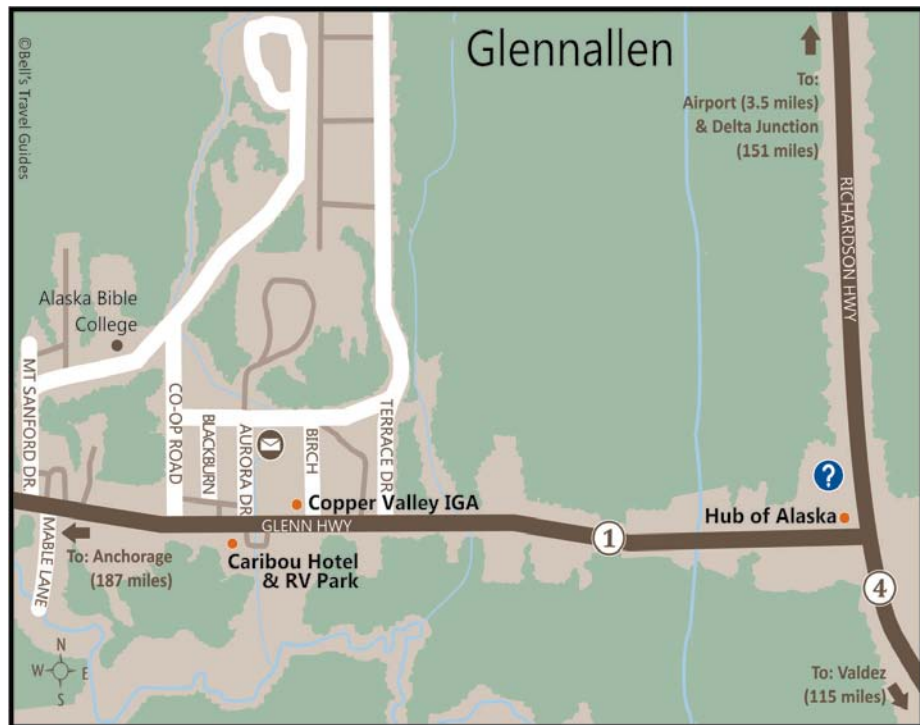 Glennallen
©Bell's Travel Guides
To:
Airport (3.5 miles)
& Delta Junction
(151 miles)
RICHARDSON HWY
Alaska Bible
College
MT SANFORD DR.
CO-OP ROAD
BLACKBURN
AURORA DR.
BIRCH
TERRACE DR.
?
Copper Valley IGA
Hub of Alaska
GLENN HWY
1
MABLE LANE
To: Anchorage
(187 miles)
Caribou Hotel
& RV Park
4
N
W E
S
To: Valdez
(115 miles)